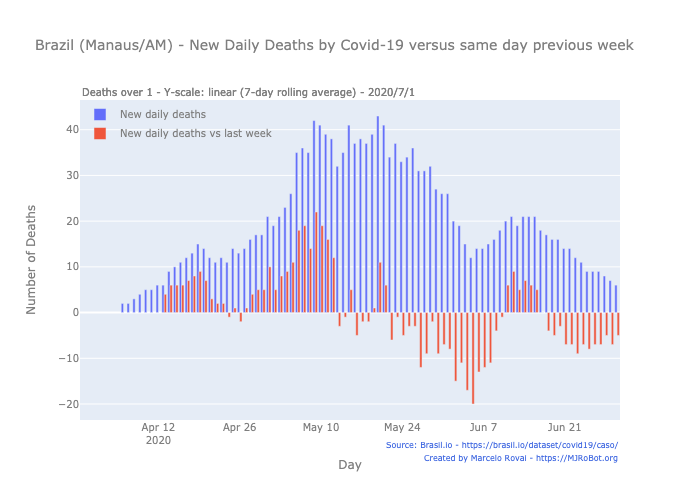 Brazil (Manaus/AM) - New Daily Deaths by Covid-19 versus same day previous week
Deaths over 1 - Y-scale: linear (7-day rolling average) - 2020/7/1
New daily deaths
New daily deaths vs last week
40
30
20
10
0
−10
−20
Number of Deaths
Apr 12
2020
Apr 26
May 10
May 24
Jun 7
Jun 21
Day
Source: Brasil.io - https://brasil.io/dataset/covid19/caso/
Created by Marcelo Rovai - https://MJRoBot.org